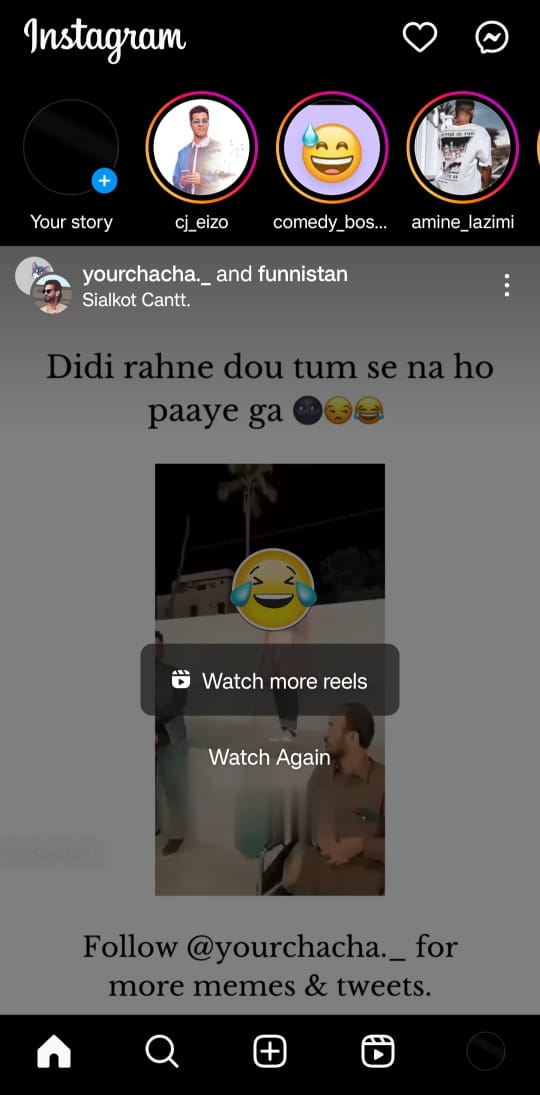 Instagram
Your story
cj_eizo
comedy_bos...
amine_lazimi
yourchacha._ and funnistan
Sialkot Cantt.
Didi rahne dou tum se na ho
paaye ga 🌚😒😂
Watch more reels
Watch Again
Follow @yourchacha._ for
more memes & tweets.